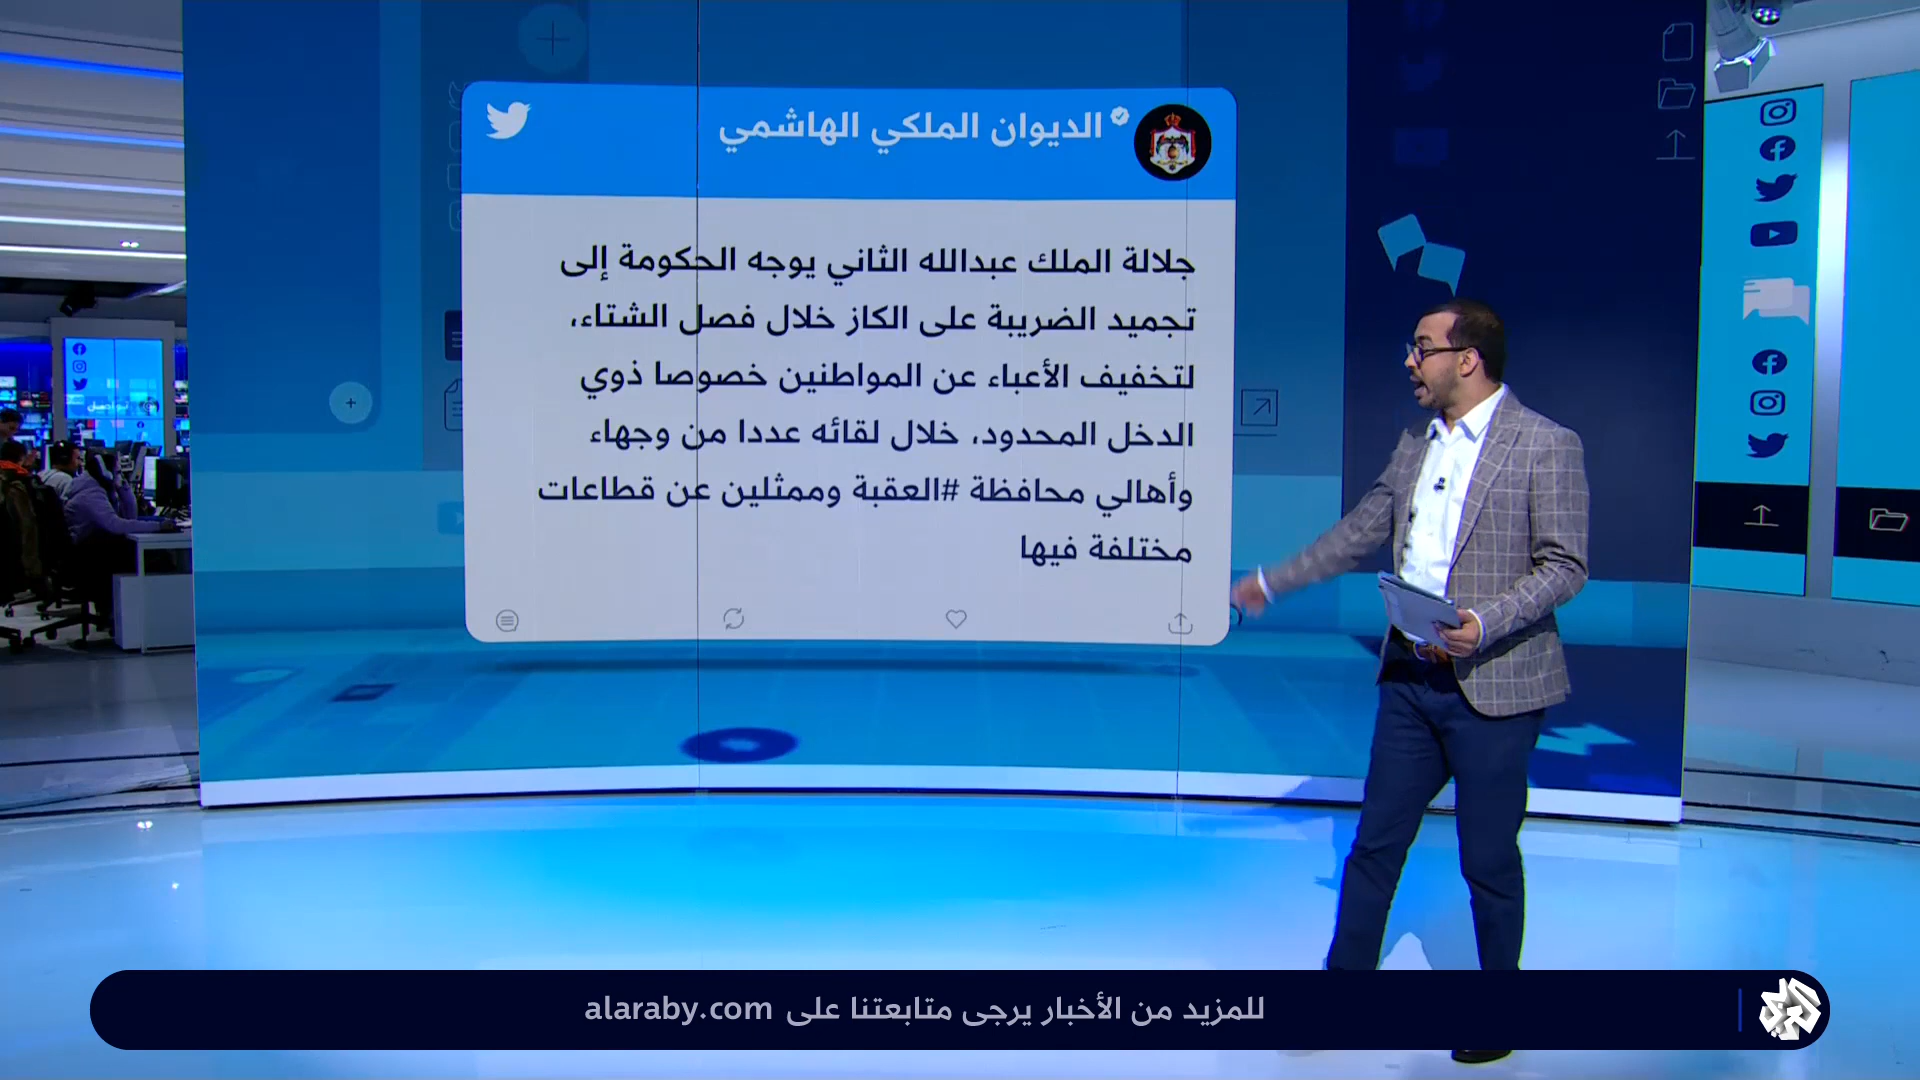 الديوان الملكي الهاشمي
جلالة الملك عبدالله الثاني يوجه الحكومة إلى
تجميد الضريبة على الكاز خلال فصل الشتاء،
لتخفيف الأعباء عن المواطنين خصوصا ذوي
الدخل المحدود، خلال لقائه عددا من وجهاء
وأهالي محافظة #العقبة وممثلين عن قطاعات
مختلفة فيها
للمزيد من الأخبار يرجى متابعتنا على alaraby.com